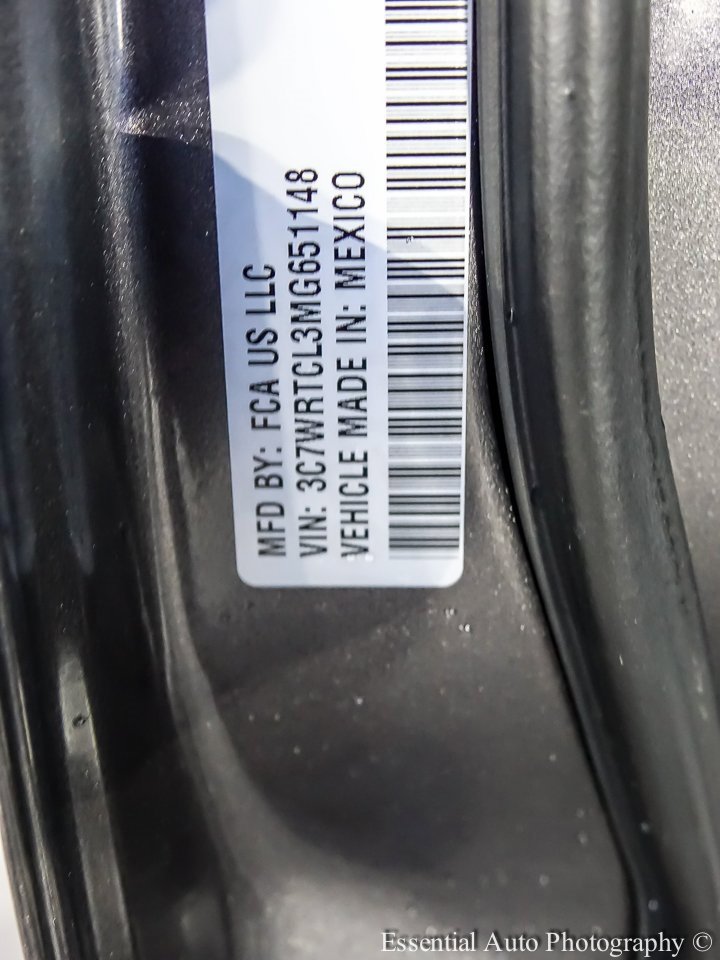 MFD BY: FCA US LLC
VIN: 3C7WRTCL3MG651148
VEHICLE MADE IN: MEXICO
Essential Auto Photography ©